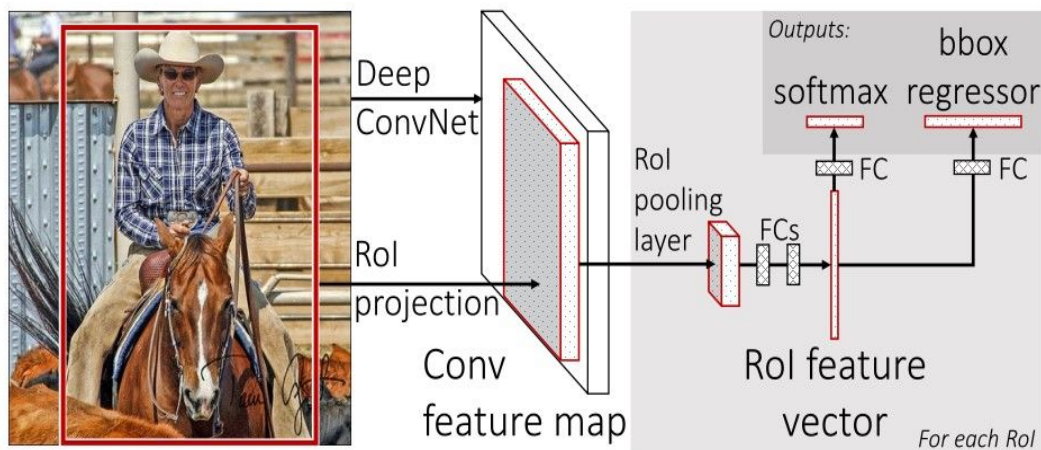 Deep
ConvNet
RoI
projection
Conv
feature map
RoI
pooling
layer
FCs
Outputs:
softmax
bbox
regressor
FC
FC
RoI feature
vector
For each RoI